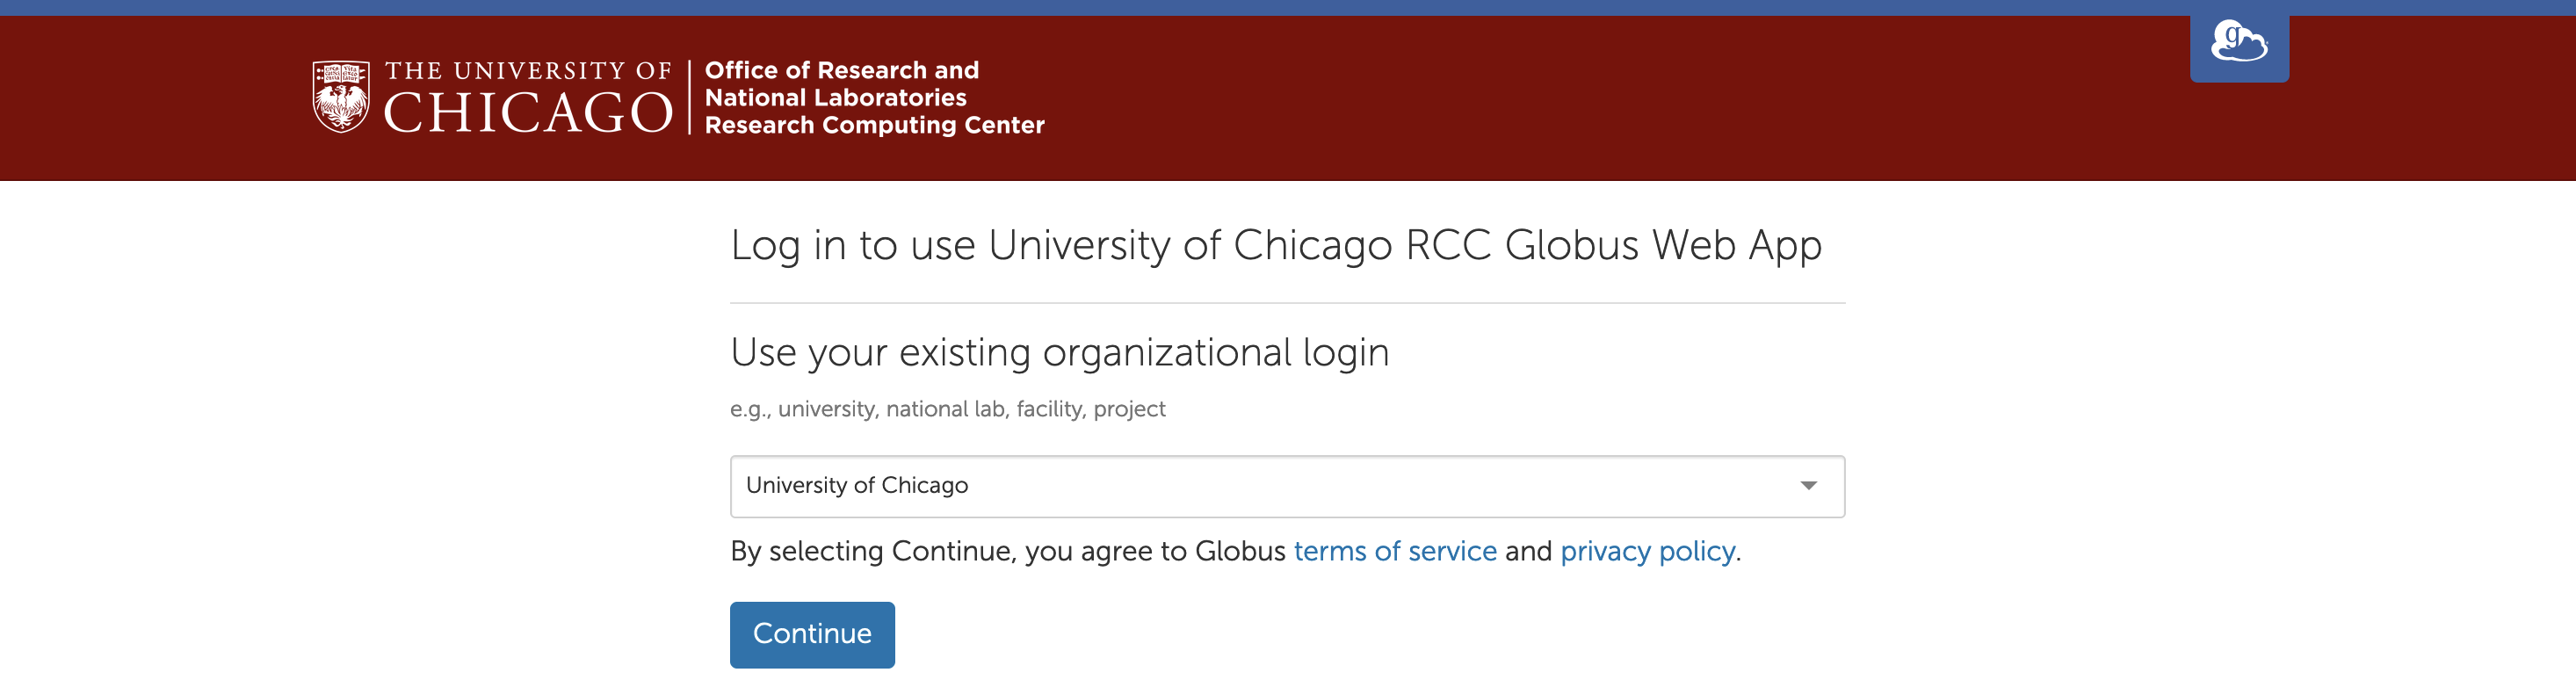 THE UNIVERSITY OF
CHICAGO
Office of Research and
National Laboratories
Research Computing Center
g
Log in to use University of Chicago RCC Globus Web App
Use your existing organizational login
e.g., university, national lab, facility, project
University of Chicago
By selecting Continue, you agree to Globus terms of service and privacy policy.
Continue